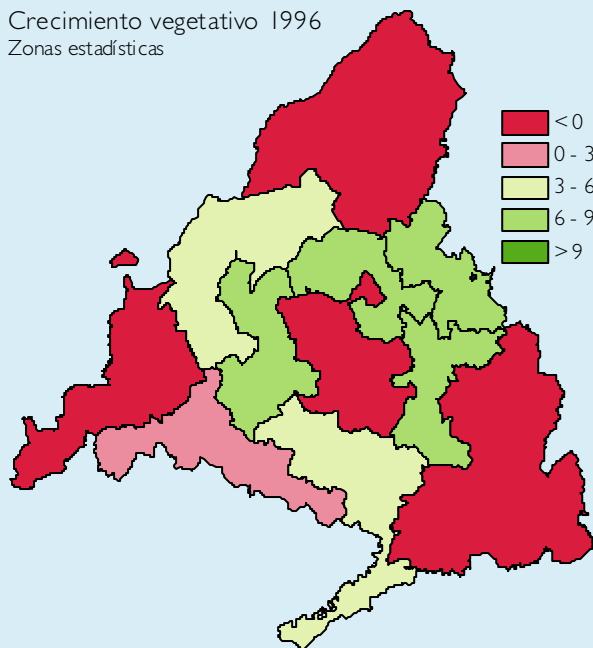 Crecimiento vegetativo 1996
Zonas estadísticas
<0
0 - 3
3 - 6
6 - 9
>9